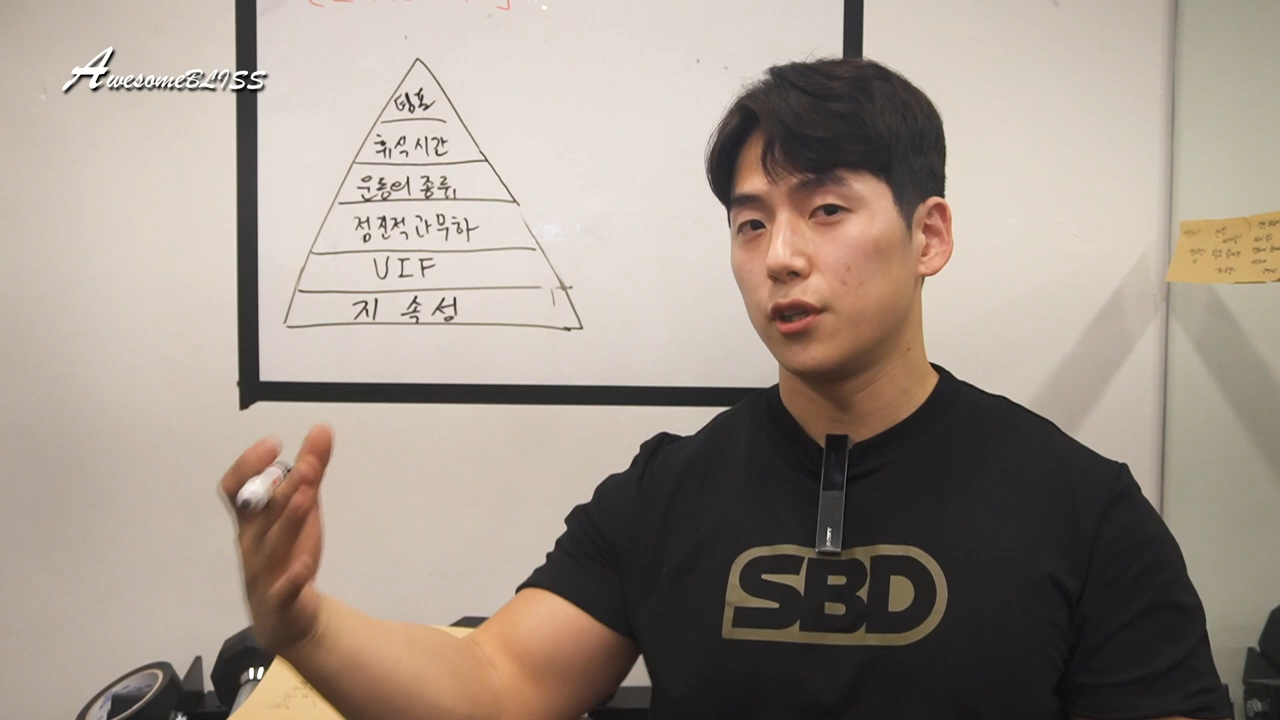 AwesomeBLISS
템포
휴식시간
운동의 종류
점진적 과부하
VIF
지속성
SBD